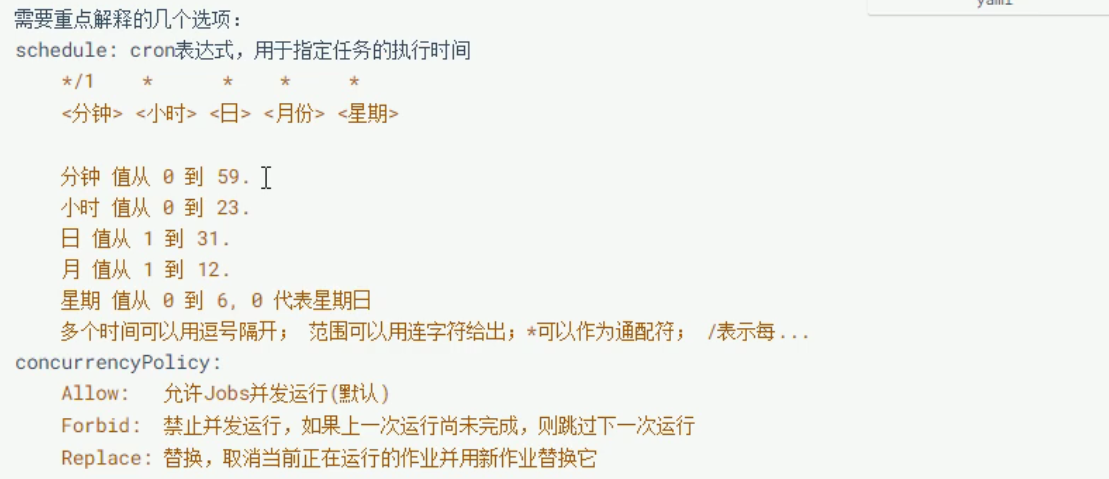 yaml
需要重点解释的几个选项：
schedule: cron表达式，用于指定任务的执行时间
*/1 * * * *
<分钟> <小时> <日> <月份> <星期>
分钟 值从 0 到 59.
小时 值从 0 到 23.
日 值从 1 到 31.
月 值从 1 到 12.
星期 值从 0 到 6, 0 代表星期日
多个时间可以用逗号隔开； 范围可以用连字符给出；*可以作为通配符； /表示每...
concurrencyPolicy:
Allow: 允许Jobs并发运行(默认)
Forbid: 禁止并发运行，如果上一次运行尚未完成，则跳过下一次运行
Replace: 替换，取消当前正在运行的作业并用新作业替换它